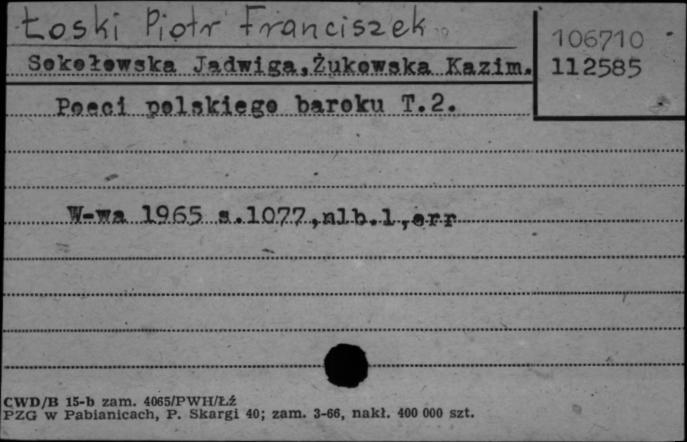 Łoski Piotr Franciszek
106710
Sokołowska Jadwiga,Żukowska Kazim.
112585
Poeci polskiego baroku T.2.
W-wa 1965 s.1077,nlb.1,err
CWD/B 15-b zam. 4065/PWH/ŁŹ
PZG w Pabianicach, P. Skargi 40; zam. 3-66, nakł. 400 000 szt.